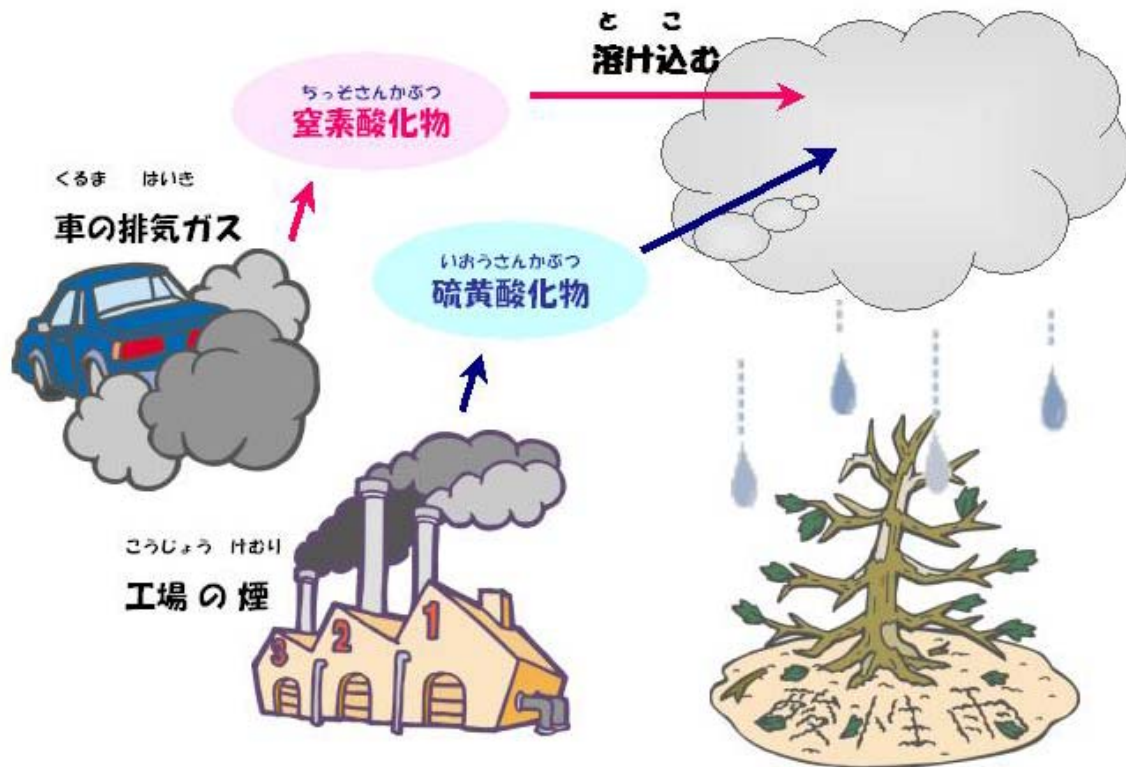 と こ
溶け込む
ちっそさんかぶつ
窒素酸化物
くるま はいき
車の排気ガス
いおうさんかぶつ
硫黄酸化物
こうじょう けむり
工場の煙
3 2 1
酸性雨